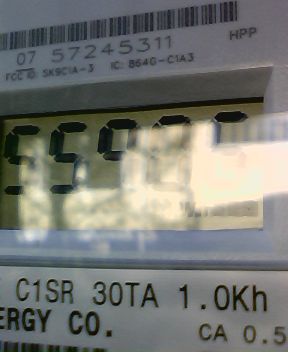 HPP
07 57245311
FCC ID: SK9C1A-3 IC: 864G-C1A3
C1SR 30TA 1.0Kh
ERGY CO. CA 0.5